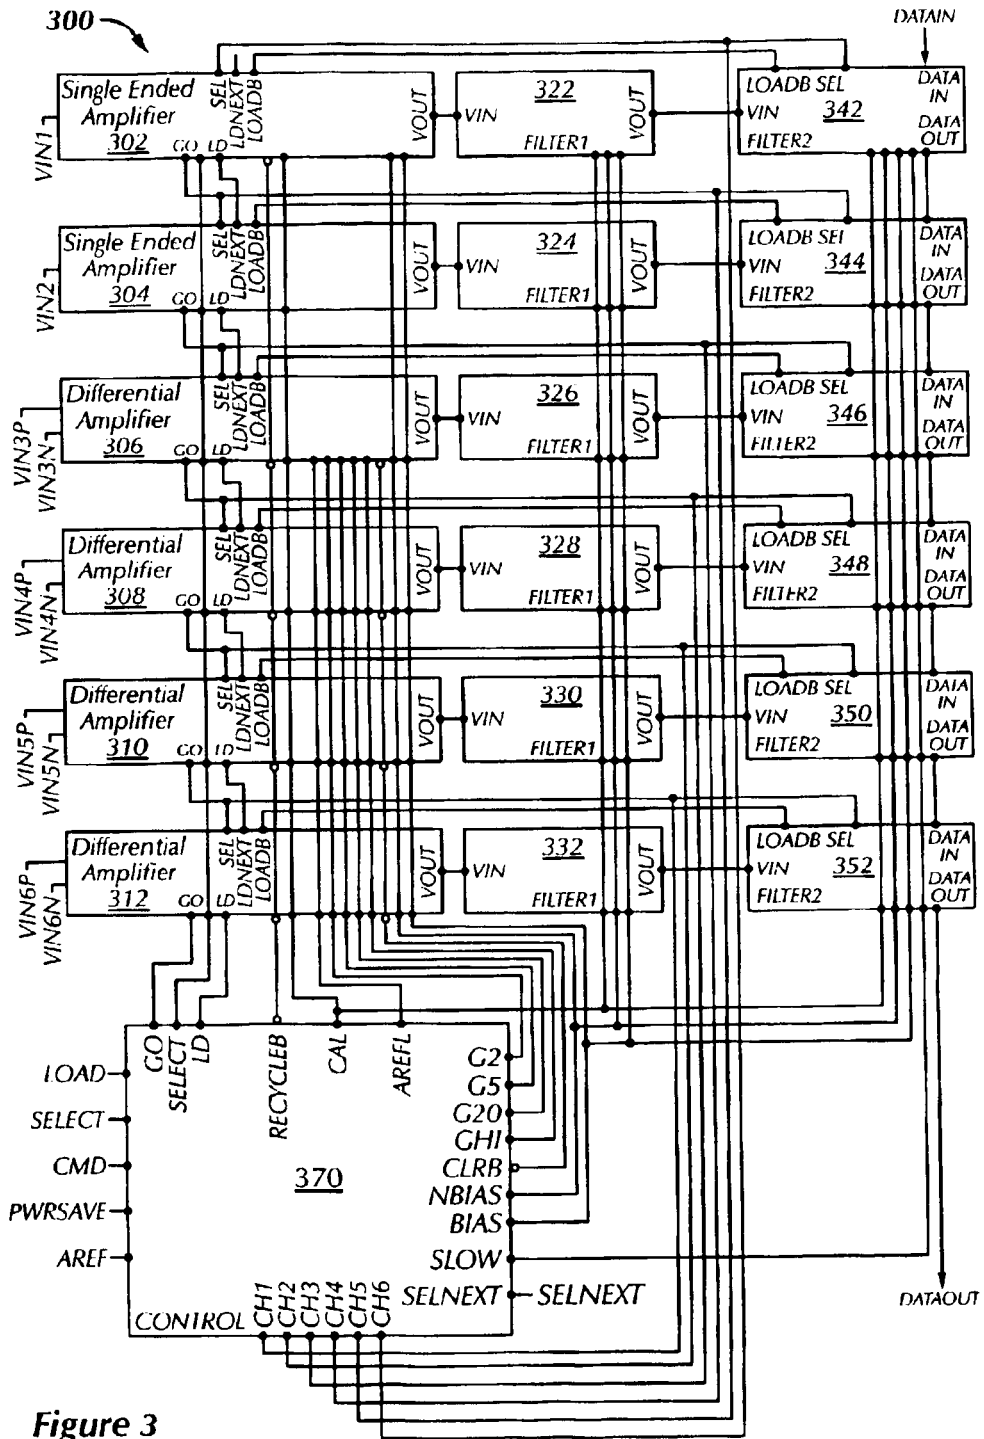 300
DATAIN
Single Ended
Amplifier
302
VIN1
SEL
LDNEXT
LOADB
GO
LD
VOUT
VIN
322
FILTER1
VOUT
LOADB SEL
VIN
342
FILTER2
DATA
IN
DATA
OUT
Single Ended
Amplifier
304
VIN2
SEL
LDNEXT
LOADB
GO
LD
VOUT
VIN
324
FILTER1
VOUT
LOADB SEL
VIN
344
FILTER2
DATA
IN
DATA
OUT
Differential
Amplifier
306
VIN3P
VIN3N
SEL
LDNEXT
LOADB
GO
LD
VOUT
VIN
326
FILTER1
VOUT
LOADB SEL
VIN
346
FILTER2
DATA
IN
DATA
OUT
Differential
Amplifier
308
VIN4P
VIN4N
SEL
LDNEXT
LOADB
GO
LD
VOUT
VIN
328
FILTER1
VOUT
LOADB SEL
VIN
348
FILTER2
DATA
IN
DATA
OUT
Differential
Amplifier
310
VIN5P
VIN5N
SEL
LDNEXT
LOADB
GO
LD
VOUT
VIN
330
FILTER1
VOUT
LOADB SEL
VIN
350
FILTER2
DATA
IN
DATA
OUT
Differential
Amplifier
312
VIN6P
VIN6N
SEL
LDNEXT
LOADB
GO
LD
VOUT
VIN
332
FILTER1
VOUT
LOADB SEL
VIN
352
FILTER2
DATA
IN
DATA
OUT
GO
SELECT
LD
RECYCLEB
CAL
AREFL
LOAD
SELECT
CMD
PWRSAVE
AREF
370
G2
G5
G20
GHI
CLRB
NBIAS
BIAS
SLOW
SELNEXT
SELNEXT
DATAOUT
CONTROL
CH1
CH2
CH3
CH4
CH5
CH6
Figure 3